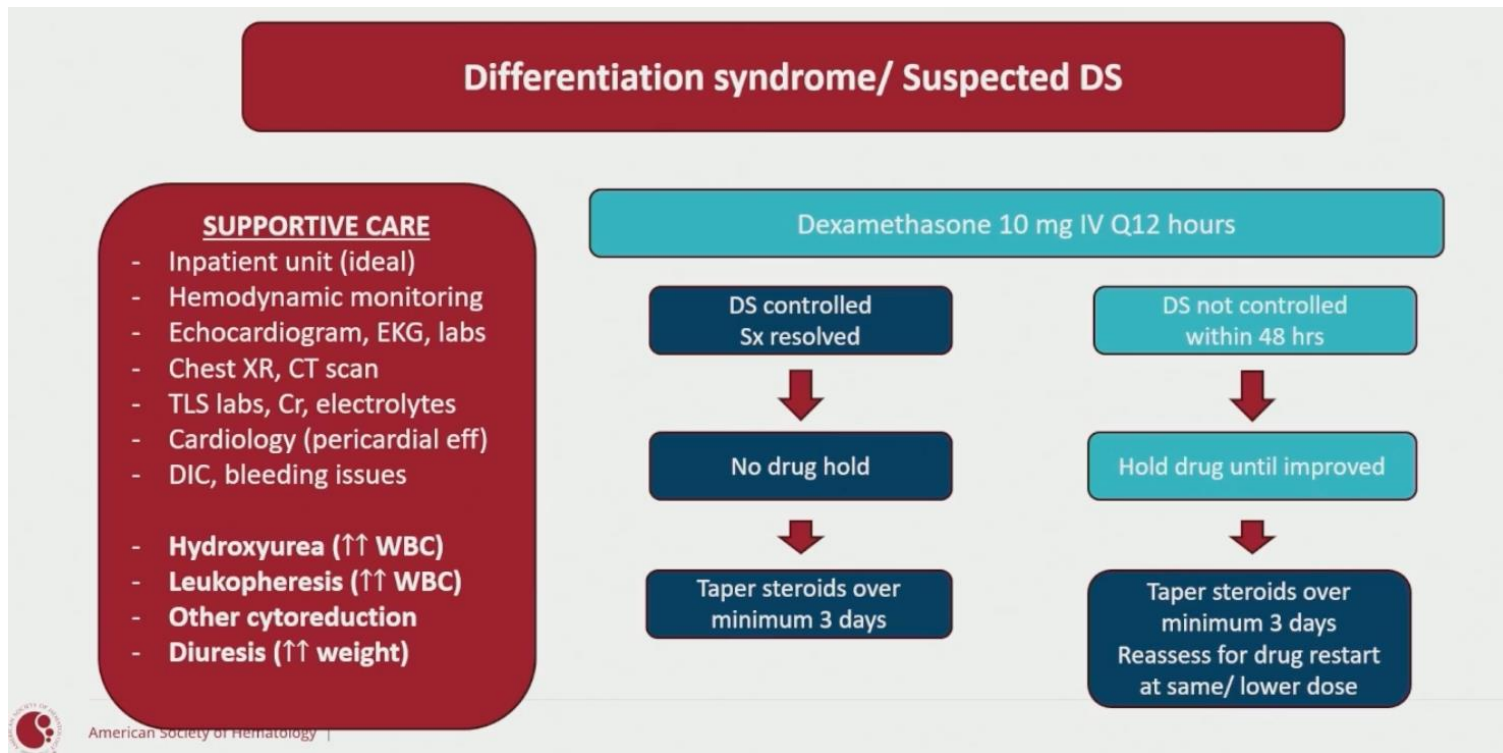 Differentiation syndrome/ Suspected DS
SUPPORTIVE CARE
- Inpatient unit (ideal)
- Hemodynamic monitoring
- Echocardiogram, EKG, labs
- Chest XR, CT scan
- TLS labs, Cr, electrolytes
- Cardiology (pericardial eff)
- DIC, bleeding issues
- Hydroxyurea (↑↑ WBC)
- Leukopheresis (↑↑ WBC)
- Other cytoreduction
- Diuresis (↑↑ weight)
Dexamethasone 10 mg IV Q12 hours
DS controlled
Sx resolved
No drug hold
Taper steroids over
minimum 3 days
DS not controlled
within 48 hrs
Hold drug until improved
Taper steroids over
minimum 3 days
Reassess for drug restart
at same/ lower dose
American Society of Hematology |